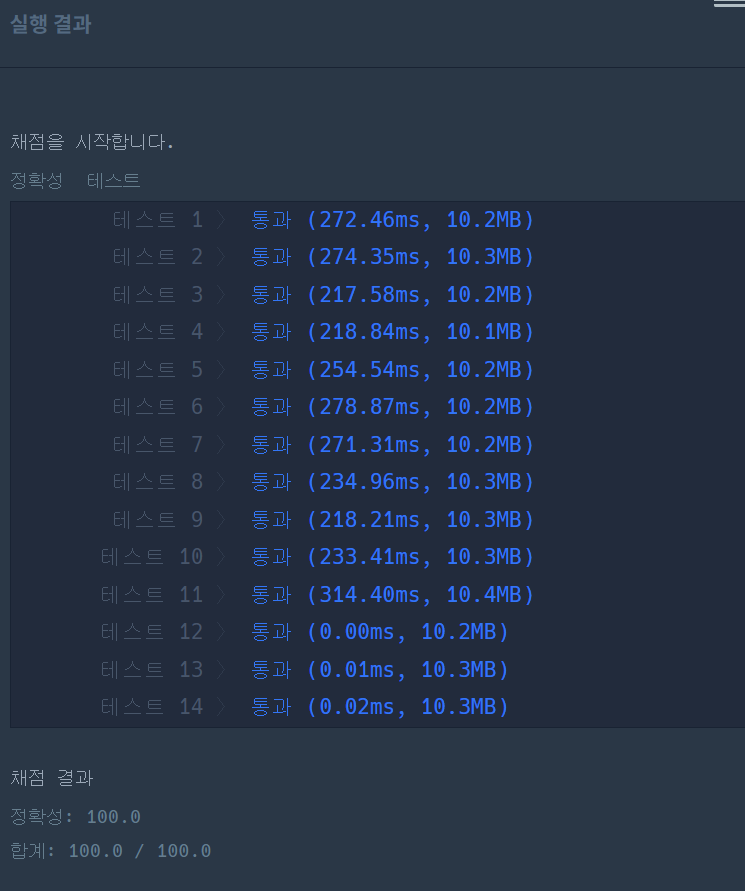 실행 결과
채점을 시작합니다.
정확성 테스트
테스트 1 〉 통과 (272.46ms, 10.2MB)
테스트 2 〉 통과 (274.35ms, 10.3MB)
테스트 3 〉 통과 (217.58ms, 10.2MB)
테스트 4 〉 통과 (218.84ms, 10.1MB)
테스트 5 〉 통과 (254.54ms, 10.2MB)
테스트 6 〉 통과 (278.87ms, 10.2MB)
테스트 7 〉 통과 (271.31ms, 10.2MB)
테스트 8 〉 통과 (234.96ms, 10.3MB)
테스트 9 〉 통과 (218.21ms, 10.3MB)
테스트 10 〉 통과 (233.41ms, 10.3MB)
테스트 11 〉 통과 (314.40ms, 10.4MB)
테스트 12 〉 통과 (0.00ms, 10.2MB)
테스트 13 〉 통과 (0.01ms, 10.3MB)
테스트 14 〉 통과 (0.02ms, 10.3MB)
채점 결과
정확성: 100.0
합계: 100.0 / 100.0